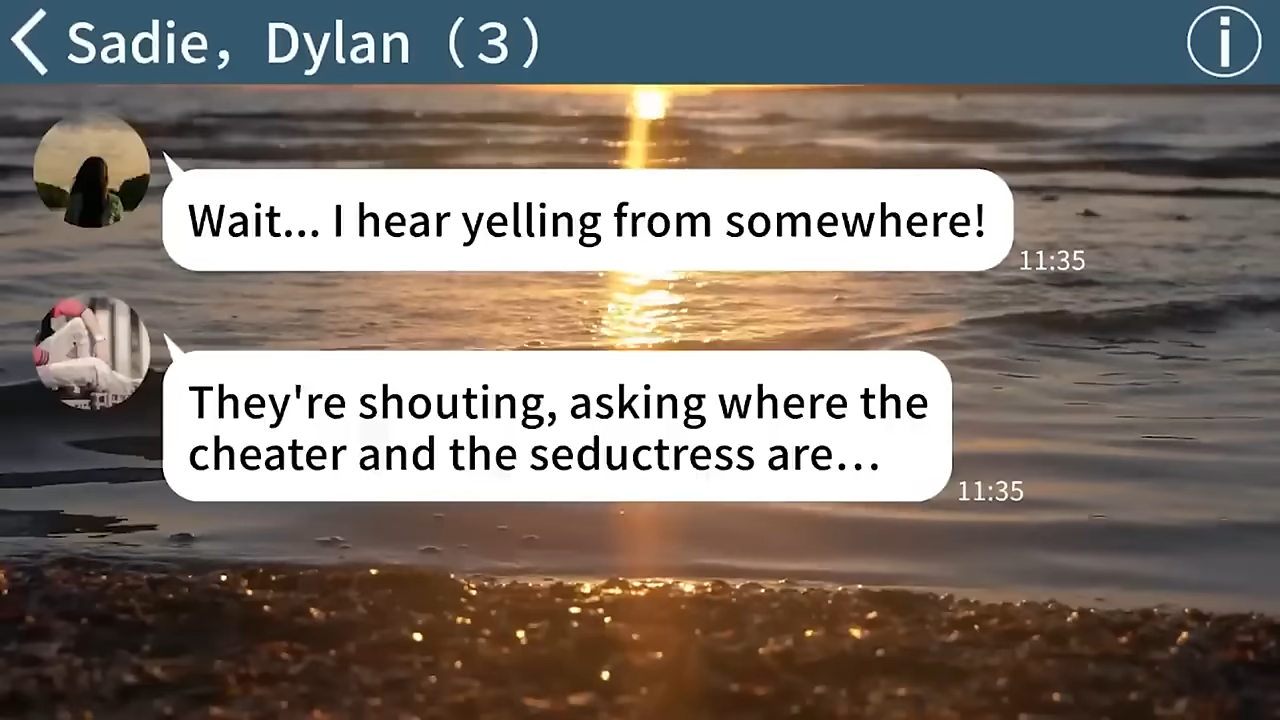 Sadie, Dylan（3）
Wait... I hear yelling from somewhere!
11:35
They're shouting, asking where the
cheater and the seductress are...
11:35